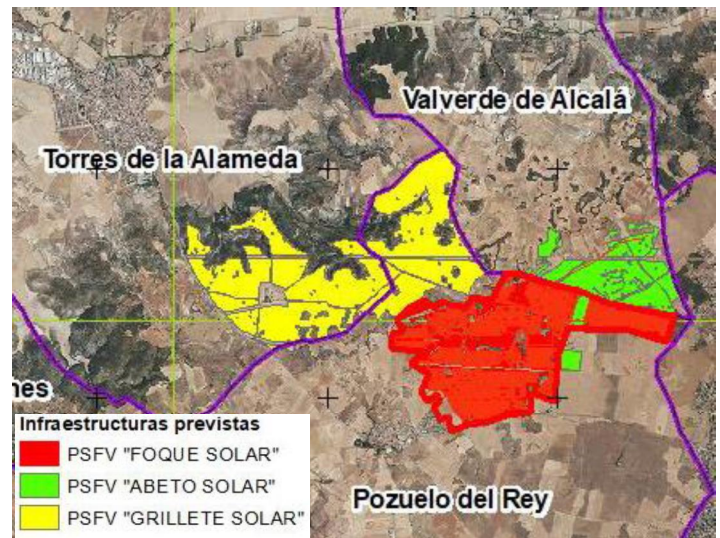 Valverde de Alcalá
Torres de la Alameda
nes
Infraestructuras previstas
PSFV "FOQUE SOLAR"
PSFV "ABETO SOLAR"
PSFV "GRILLETE SOLAR"
Pozuelo del Rey